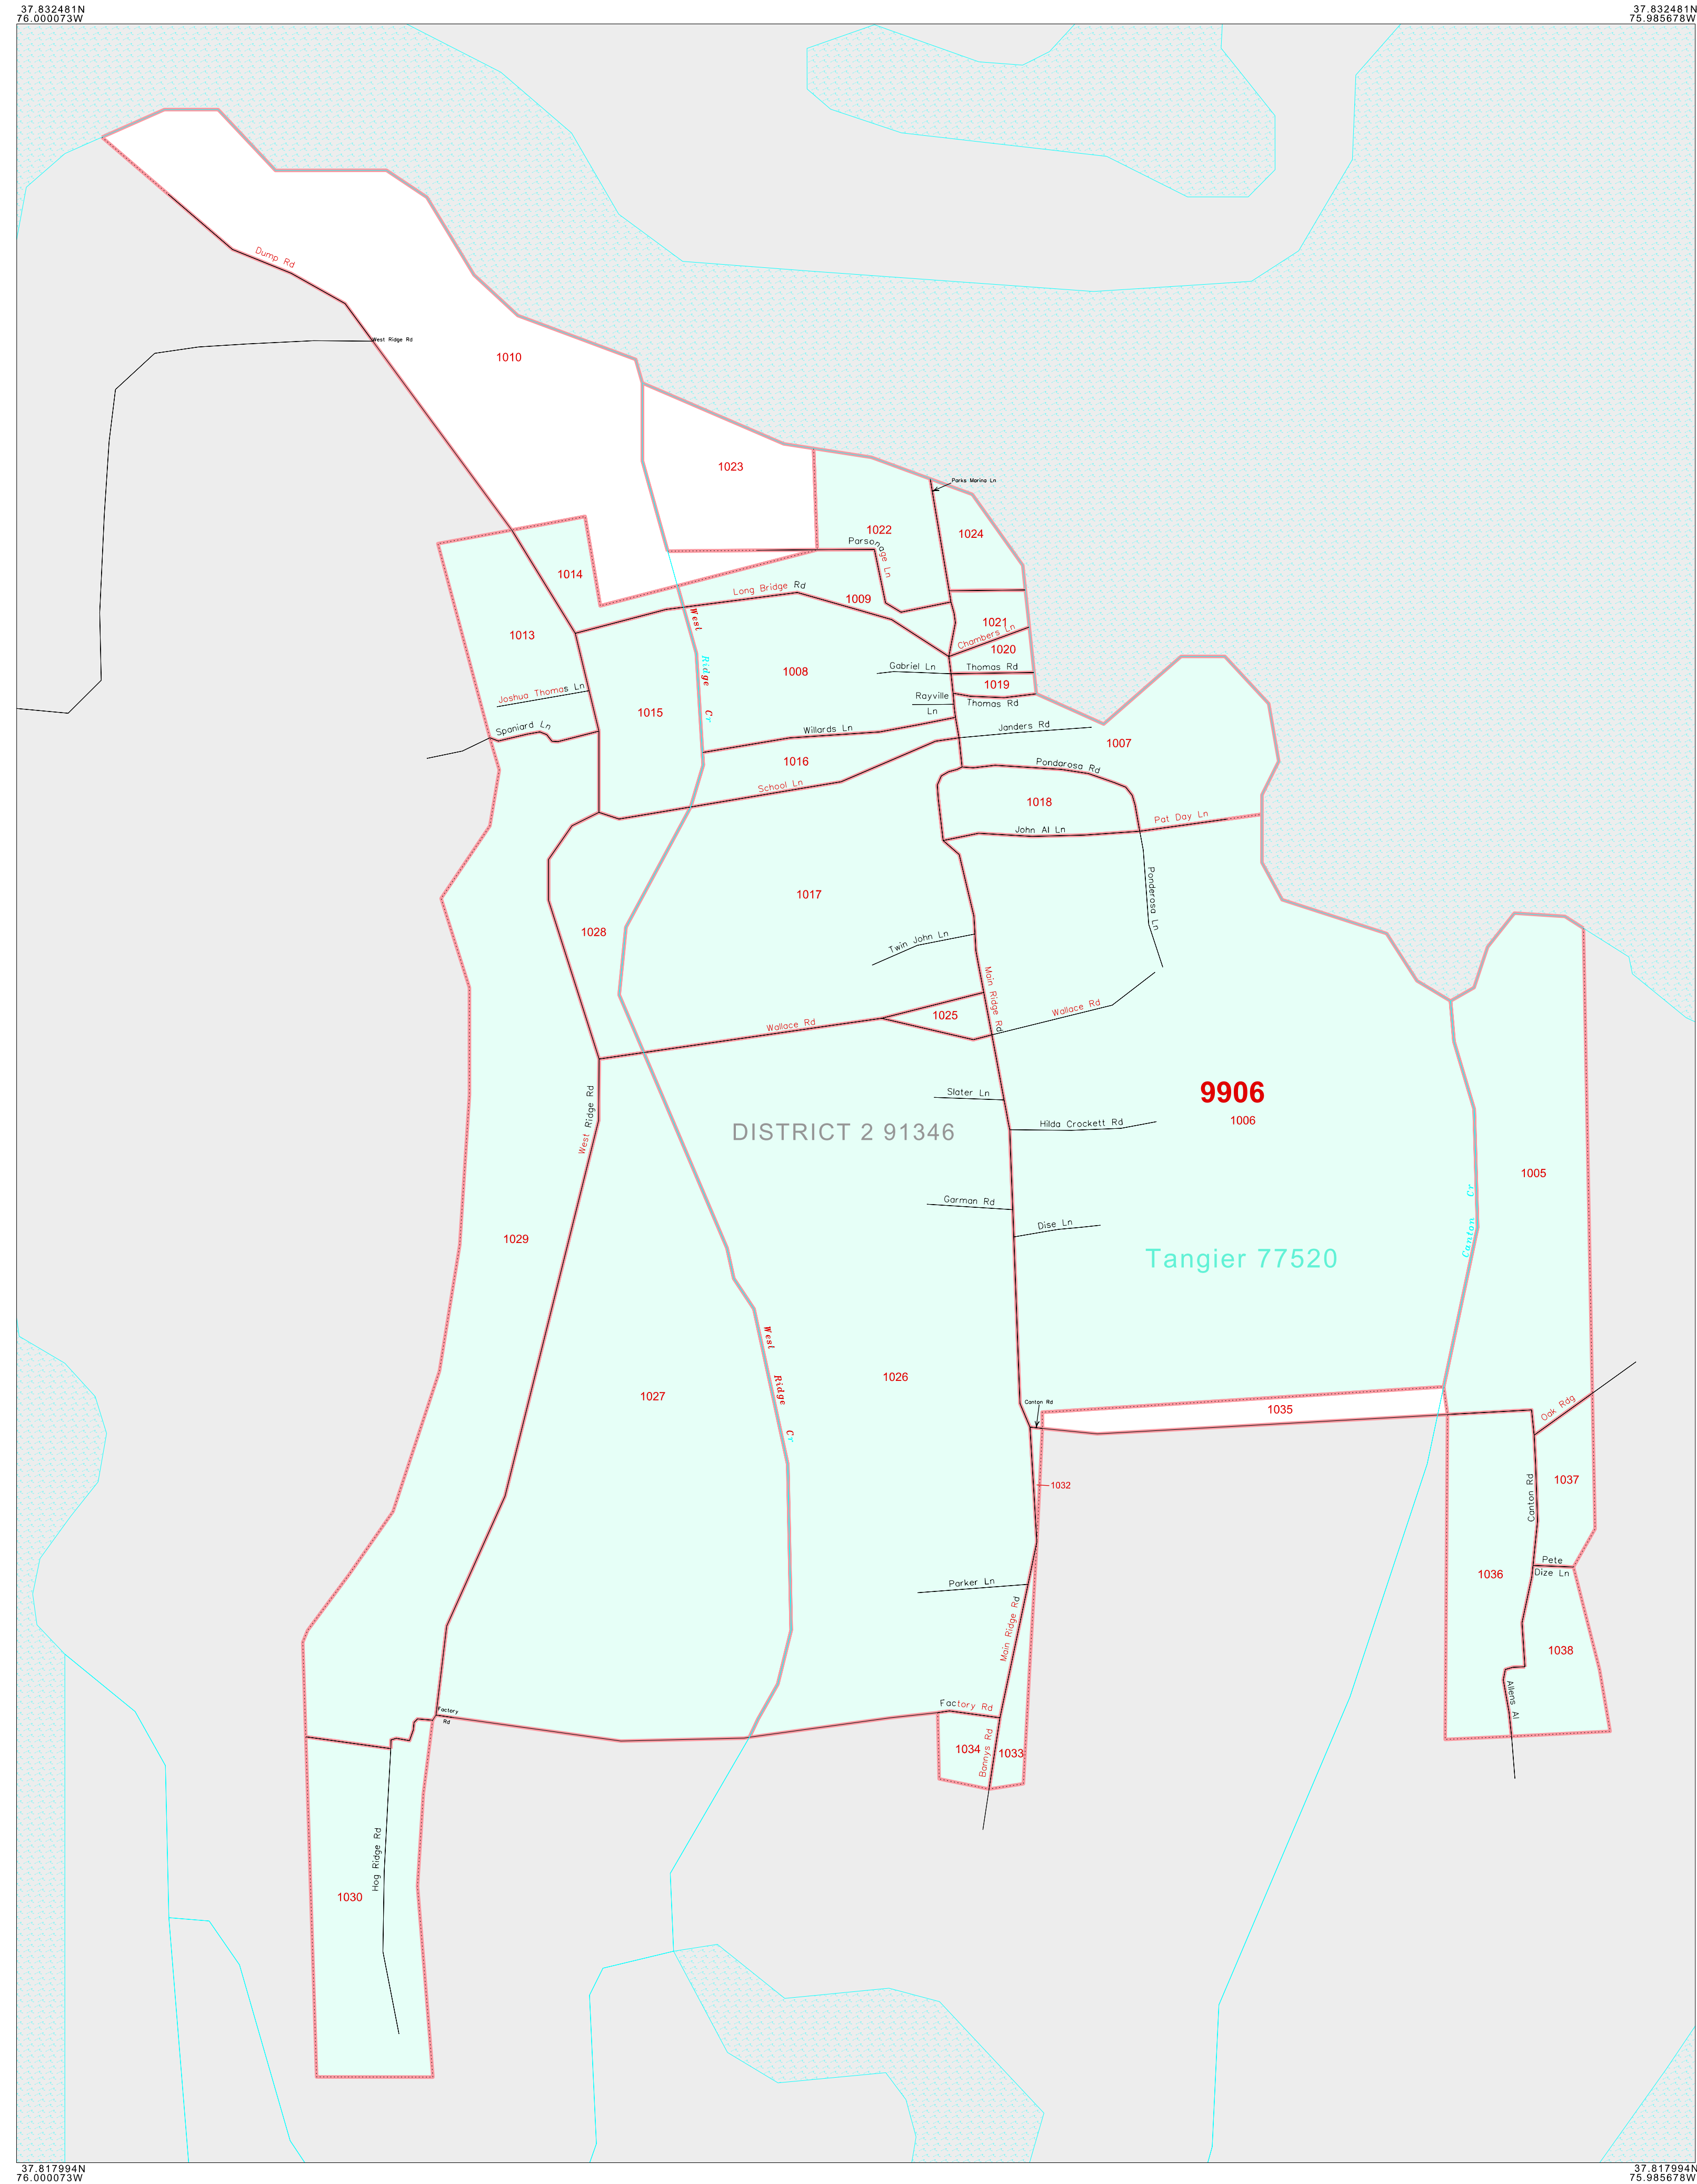 37.832481N
76.000073W
37.832481N
75.985678W
Dump Rd
West Ridge Rd
1010
1023
Parks Marina Ln
1022
1024
Parsonage Ln
1014
Long Bridge Rd
1009
1021
Chambers Ln
1020
1013
West Ridge Cr
Gabriel Ln
Thomas Rd
1008
1019
Joshua Thomas Ln
Rayville
Ln
Thomas Rd
1015
Spaniard Ln
Willards Ln
Janders Rd
1007
1016
Pondarosa Rd
School Ln
1018
John Al Ln
Pat Day Ln
1017
Ponderosa Ln
1028
Twin John Ln
Main Ridge Rd
1025
Wallace Rd
Wallace Rd
West Ridge Rd
Slater Ln
9906
1006
Hilda Crockett Rd
DISTRICT 2 91346
1005
Canton Cr
Garman Rd
Dise Ln
1029
Tangier 77520
West Ridge Cr
1026
1027
Canton Rd
1035
Oak Rdg
1032
1037
Canton Rd
Pete
Dize Ln
1036
Parker Ln
Main Ridge Rd
1038
Allens Al
Factory Rd
Factory
Rd
1034
Bannys Rd
1033
Hog Ridge Rd
1030
37.817994N
76.000073W
37.817994N
75.985678W